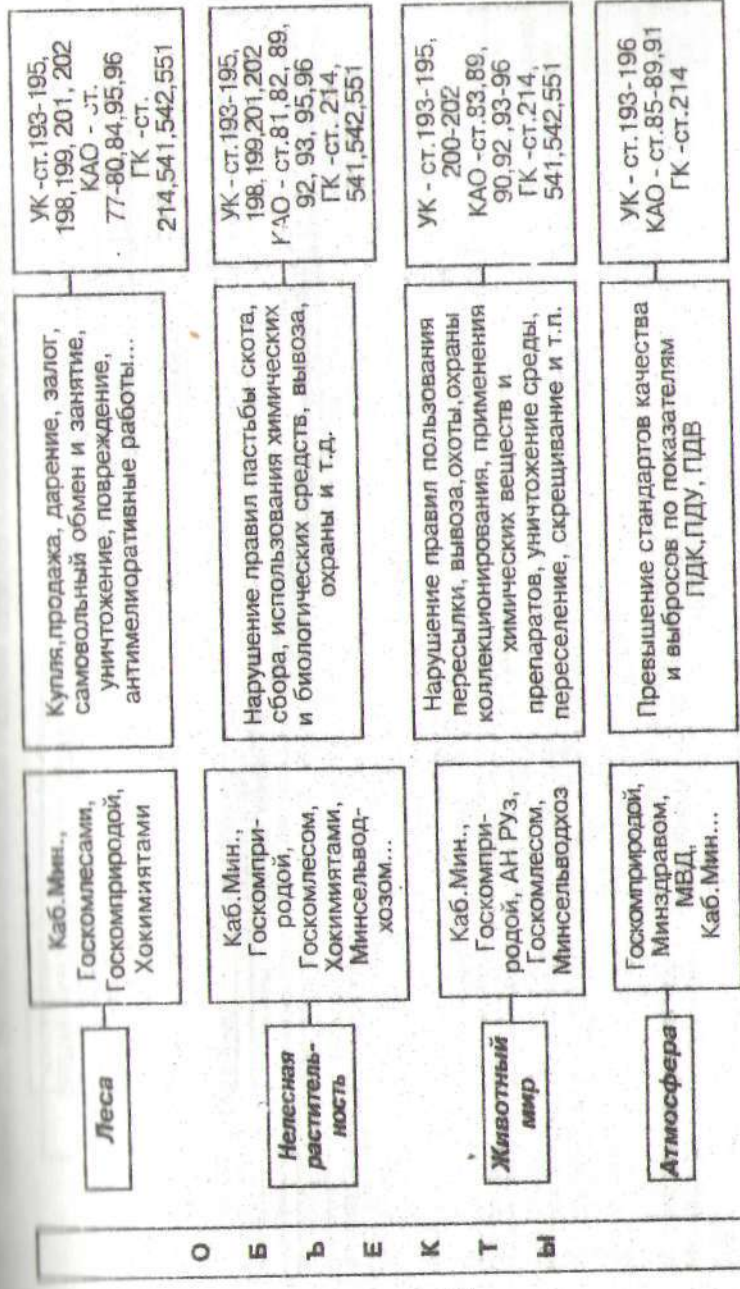 О
Б
Ъ
Е
К
Т
Ы
Леса
Каб.Мин.,
Госкомлесами,
Госкомприродой,
Хокимиятами
Купля,продажа, дарение, залог,
самовольный обмен и занятие,
уничтожение, повреждение,
антимелиоративные работы...
УК -ст.193-195,
198,199, 201, 202
КАО - ст.
77-80,84,95,96
ГК -ст.
214,541,542,551
Нелесная
раститель-
ность
Каб.Мин.,
Госкомпри-
родой,
Госкомлесом,
Хокимиятами,
Минсельвод-
хозом...
Нарушение правил пастьбы скота,
сбора, использования химических
и биологических средств, вывоза,
охраны и т.д.
УК - ст.193-195,
198,199,201,202
КАО - ст.81,82, 89,
92, 93, 95,96
ГК -ст. 214,
541,542,551
Животный
мир
Каб.Мин.,
Госкомпри-
родой, АН РУз,
Госкомлесом,
Минсельводхоз
Нарушение правил пользования
пересылки, вывоза,охоты,охраны
коллекционирования, применения
химических веществ и
препаратов, уничтожение среды,
переселение, скрещивание и т.п.
УК - ст.193-195,
200-202
КАО -ст.83,89,
90,92 ,93-96
ГК -ст.214,
541,542,551
Атмосфера
Госкомприродой,
Минздравом,
МВД,
Каб.Мин...
Превышение стандартов качества
и выбросов по показателям
ПДК,ПДУ, ПДВ
УК - ст.193-196
КАО - ст.85-89,91
ГК -ст.214